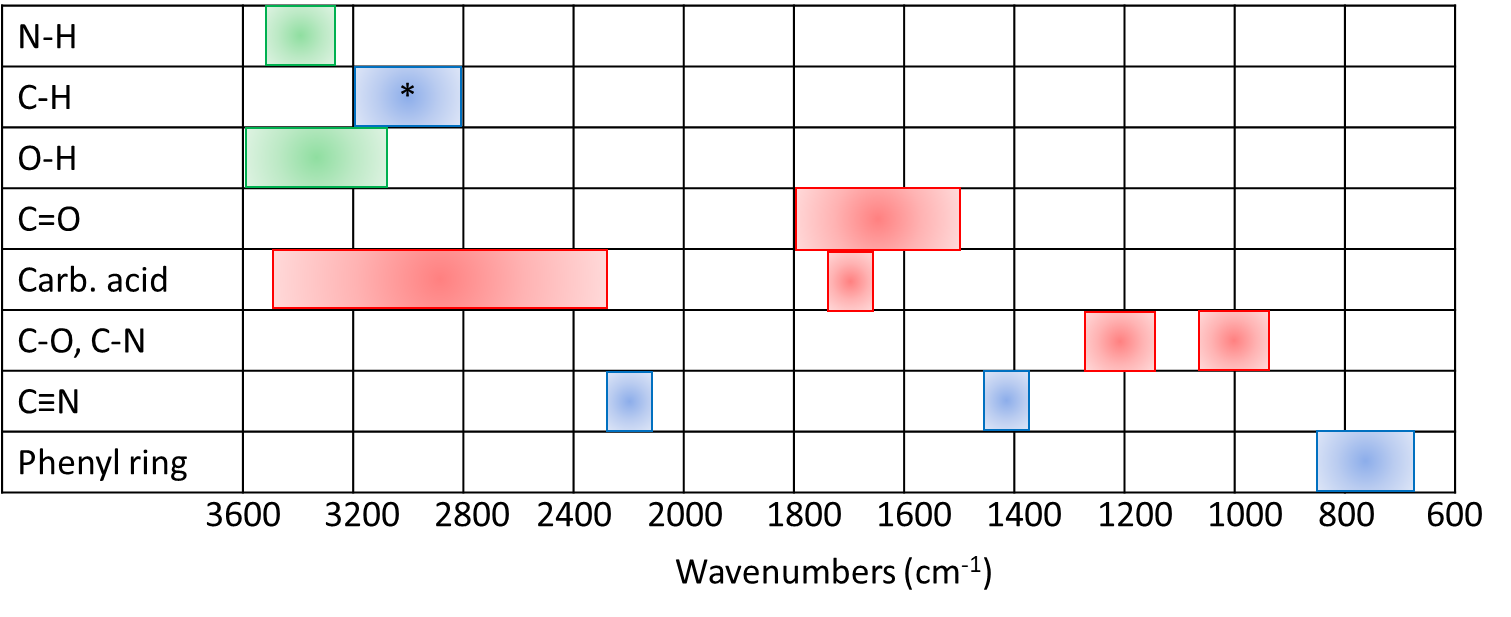 N-H
C-H
*
O-H
C=O
Carb. acid
C-O, C-N
C≡N
Phenyl ring
3600 3200 2800 2400 2000 1800 1600 1400 1200 1000 800 600
Wavenumbers (cm-1)